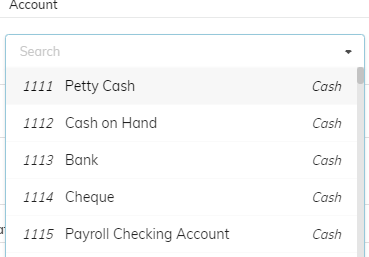 Account
Search
1111 Petty Cash Cash
1112 Cash on Hand Cash
1113 Bank Cash
1114 Cheque Cash
1115 Payroll Checking Account Cash